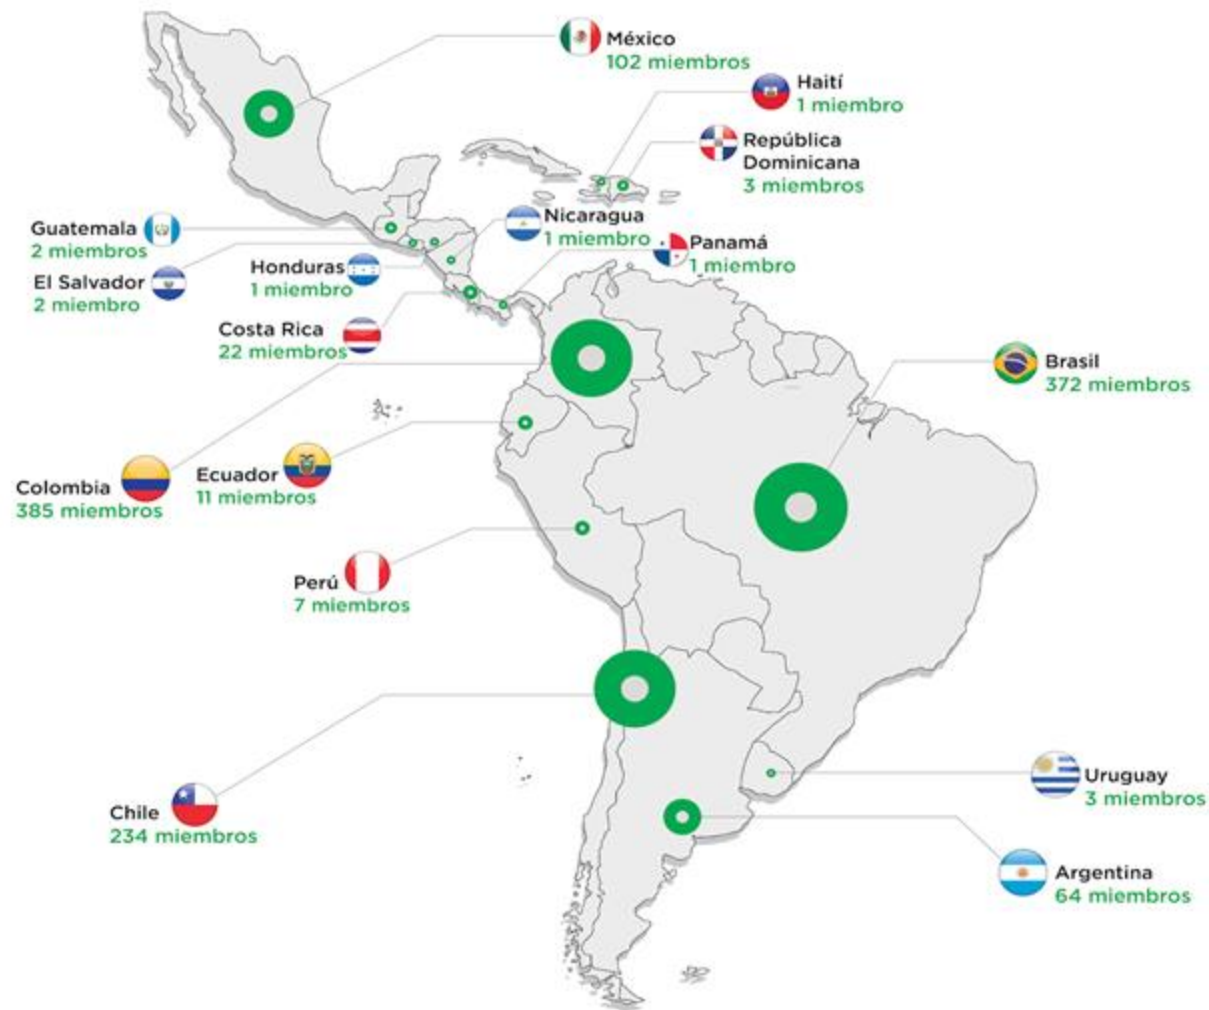 México
102 miembros
Haití
1 miembro
República
Dominicana
3 miembros
Guatemala
2 miembros
Nicaragua
1 miembro
Panamá
1 miembro
Honduras
1 miembro
El Salvador
2 miembro
Costa Rica
22 miembros
Brasil
372 miembros
Colombia
385 miembros
Ecuador
11 miembros
Perú
7 miembros
Chile
234 miembros
Uruguay
3 miembros
Argentina
64 miembros